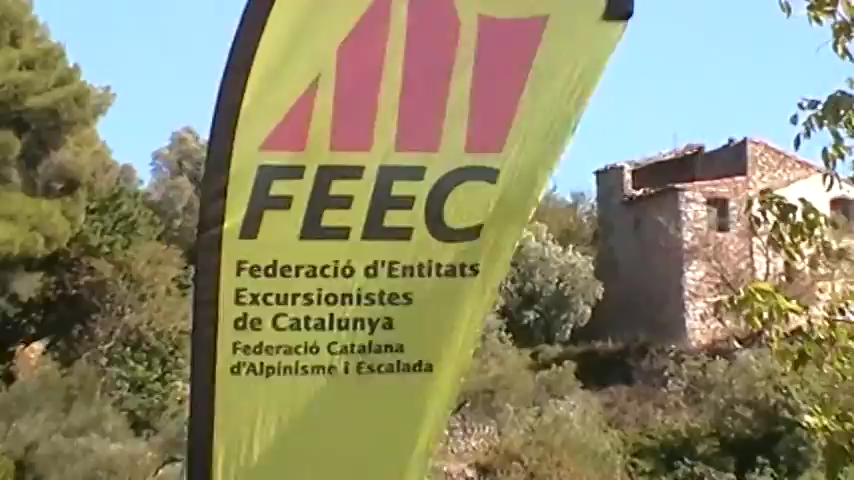 FEEC
Federació d'Entitats
Excursionistes
de Catalunya
Federació Catalana
d'Alpinisme i Escalada